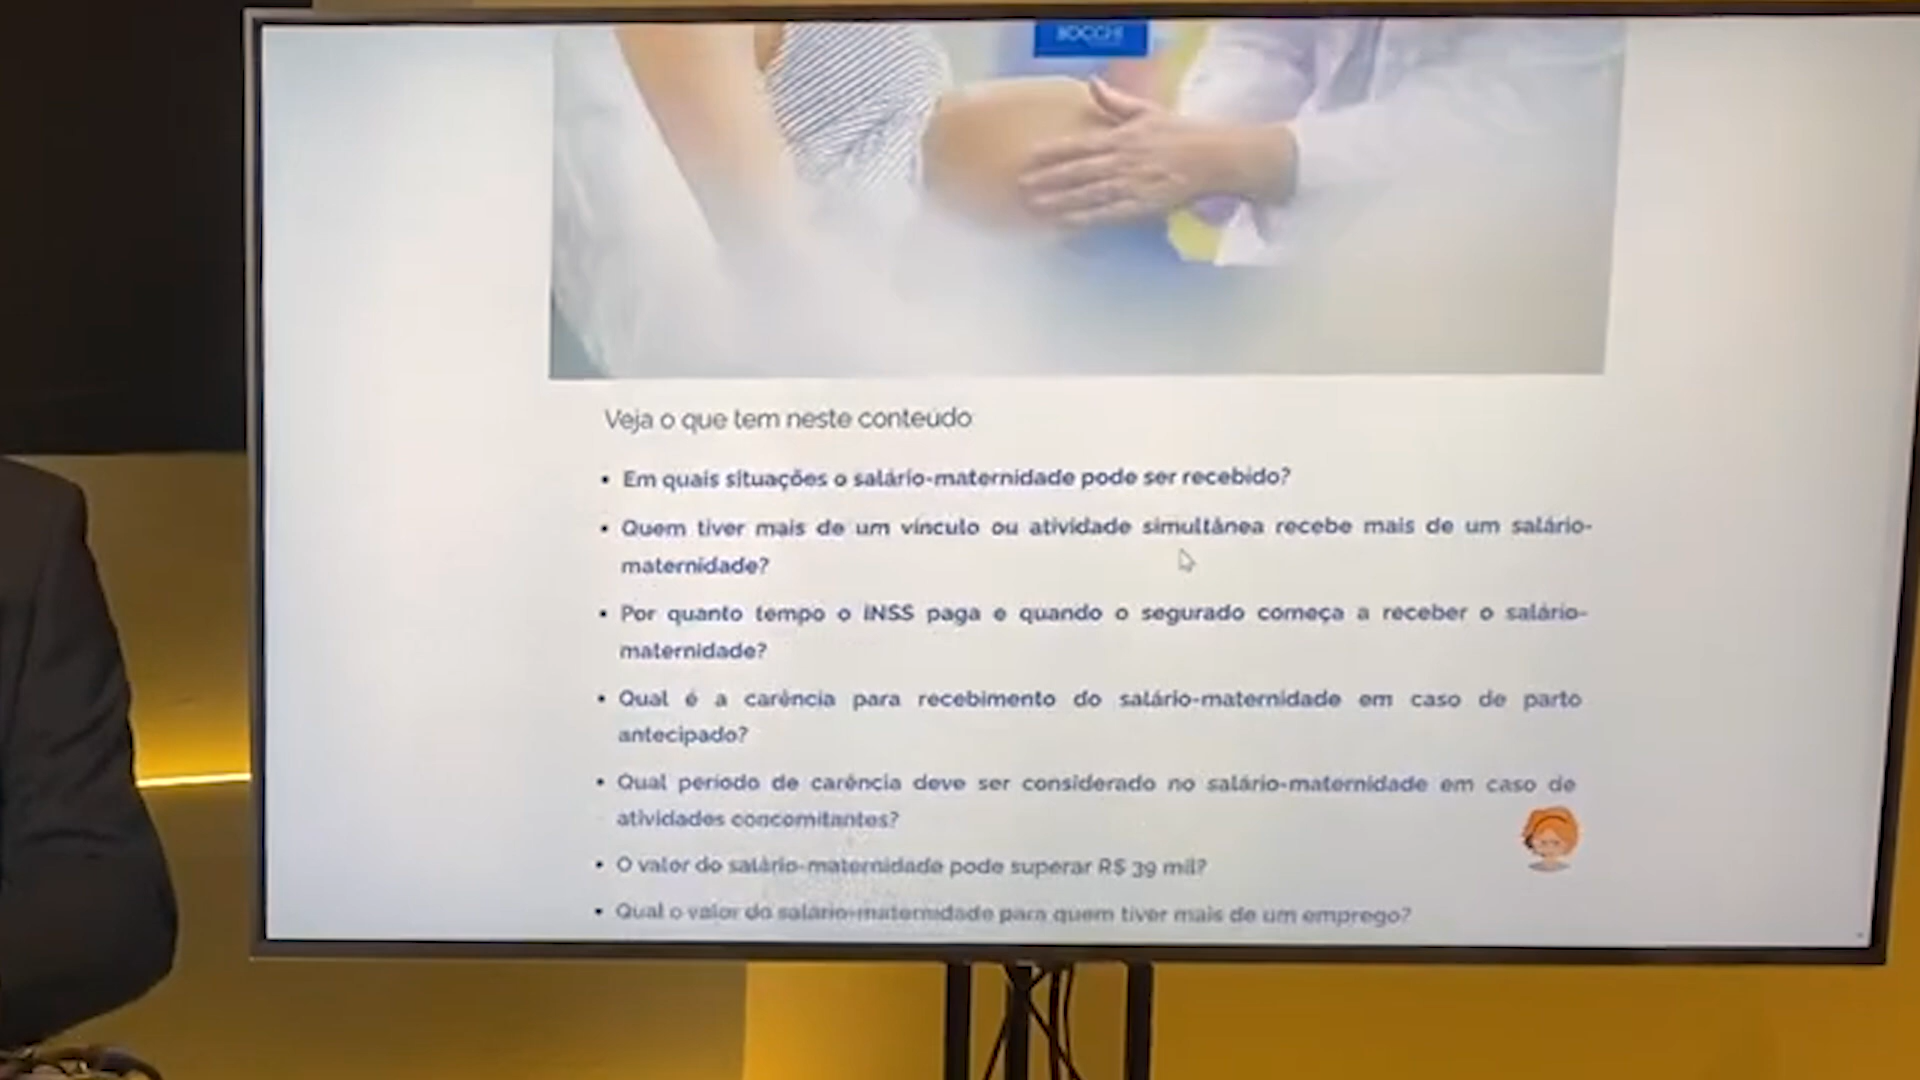 BOCCHI
Veja o que tem neste conteúdo
• Em quais situações o salário-maternidade pode ser recebido?
• Quem tiver mais de um vínculo ou atividade simultânea recebe mais de um salário-
maternidade?
• Por quanto tempo o INSS paga e quando o segurado começa a receber o salário-
maternidade?
• Qual é a carência para recebimento do salário-maternidade em caso de parto
antecipado?
• Qual período de carência deve ser considerado no salário-maternidade em caso de
atividades concomitantes?
• O valor do salário-maternidade pode superar R$ 39 mil?
• Qual o valor do salário-maternidade para quem tiver mais de um emprego?